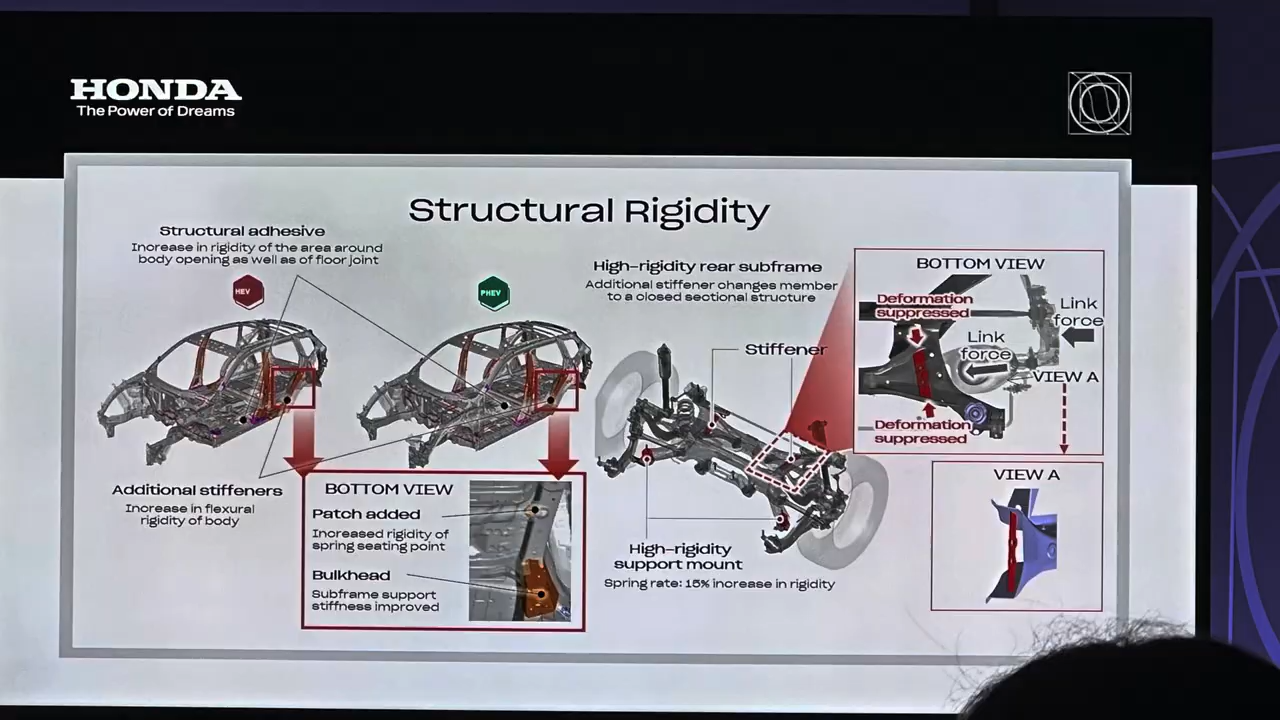 HONDA
The Power of Dreams
Structural Rigidity
Structural adhesive
Increase in rigidity of the area around
body opening as well as of floor joint
HEV
PHEV
Additional stiffeners
Increase in flexural
rigidity of body
BOTTOM VIEW
Patch added
Increased rigidity of
spring seating point
Bulkhead
Subframe support
stiffness improved
High-rigidity rear subframe
Additional stiffener changes member
to a closed sectional structure
Stiffener
High-rigidity
support mount
Spring rate: 15% increase in rigidity
BOTTOM VIEW
Deformation
suppressed
Link
force
Link
force
VIEW A
Deformation
suppressed
VIEW A